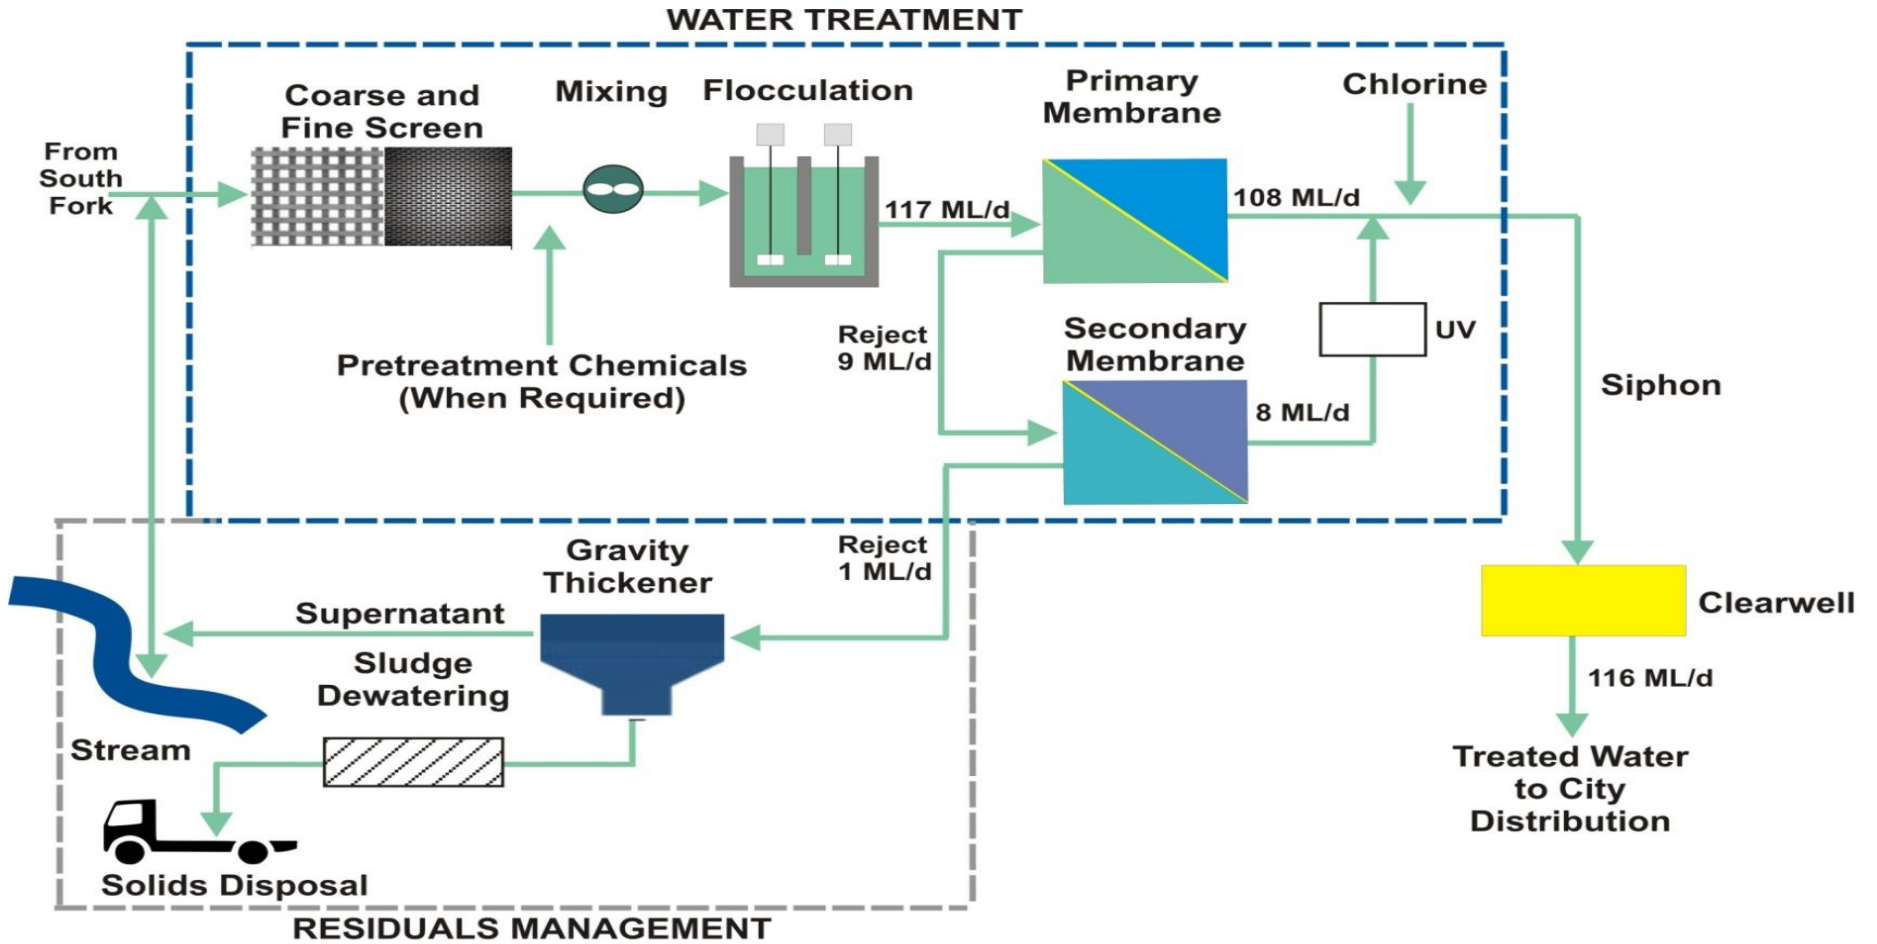 WATER TREATMENT
From
South
Fork
Coarse and
Fine Screen
Mixing
Flocculation
Primary
Membrane
Chlorine
117 ML/d
108 ML/d
Pretreatment Chemicals
(When Required)
Reject
9 ML/d
Secondary
Membrane
8 ML/d
UV
Siphon
Gravity
Thickener
Reject
1 ML/d
Supernatant
Sludge
Dewatering
Stream
Solids Disposal
Clearwell
116 ML/d
Treated Water
to City
Distribution
RESIDUALS MANAGEMENT